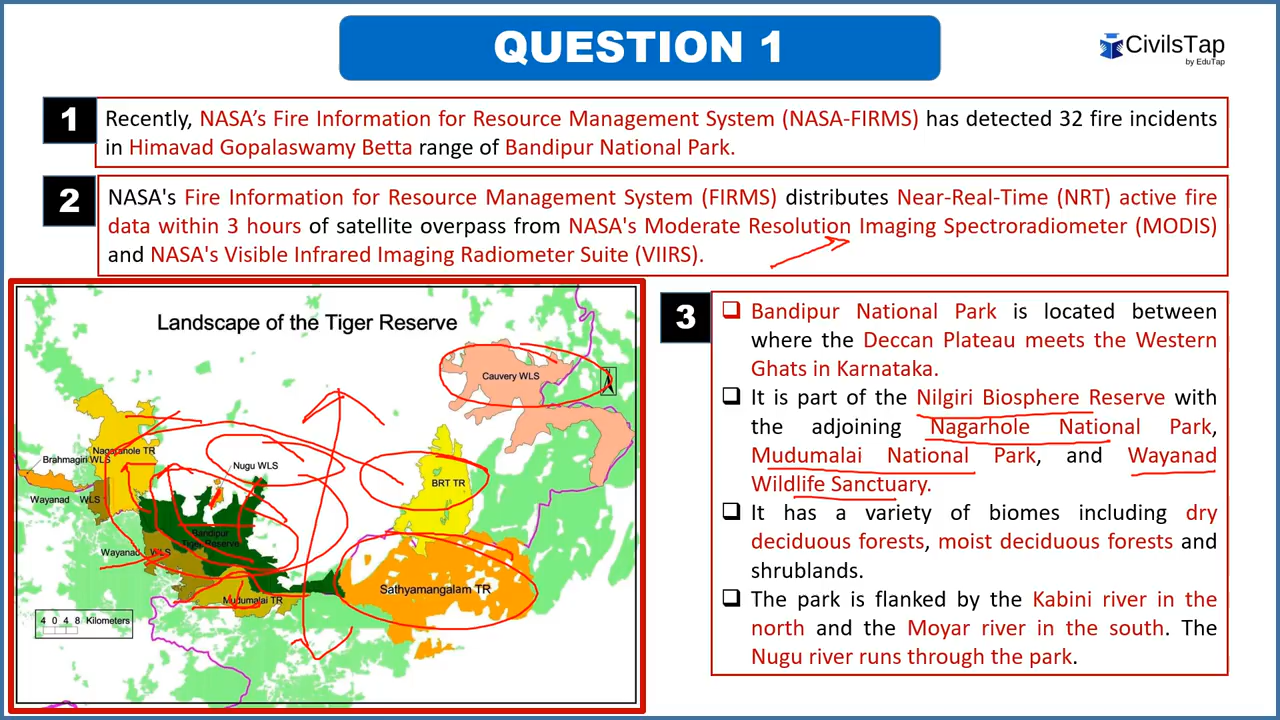 QUESTION 1
CivilsTap
by EduTap
1
Recently, NASA's Fire Information for Resource Management System (NASA-FIRMS) has detected 32 fire incidents
in Himavad Gopalaswamy Betta range of Bandipur National Park.
2
NASA's Fire Information for Resource Management System (FIRMS) distributes Near-Real-Time (NRT) active fire
data within 3 hours of satellite overpass from NASA's Moderate Resolution Imaging Spectroradiometer (MODIS)
and NASA's Visible Infrared Imaging Radiometer Suite (VIIRS).
Landscape of the Tiger Reserve
Cauvery WLS
Nagarahole TR
Brahmagiri WLS
Nugu WLS
BRT TR
Wayanad WLS
Bandipur
Tiger Reserve
Wayanad WLS
Sathyamangalam TR
Mudumalai TR
4 0 4 8 Kilometers
3
Bandipur National Park is located between
where the Deccan Plateau meets the Western
Ghats in Karnataka.
It is part of the Nilgiri Biosphere Reserve with
the adjoining Nagarhole National Park,
Mudumalai National Park, and Wayanad
Wildlife Sanctuary.
It has a variety of biomes including dry
deciduous forests, moist deciduous forests and
shrublands.
The park is flanked by the Kabini river in the
north and the Moyar river in the south. The
Nugu river runs through the park.